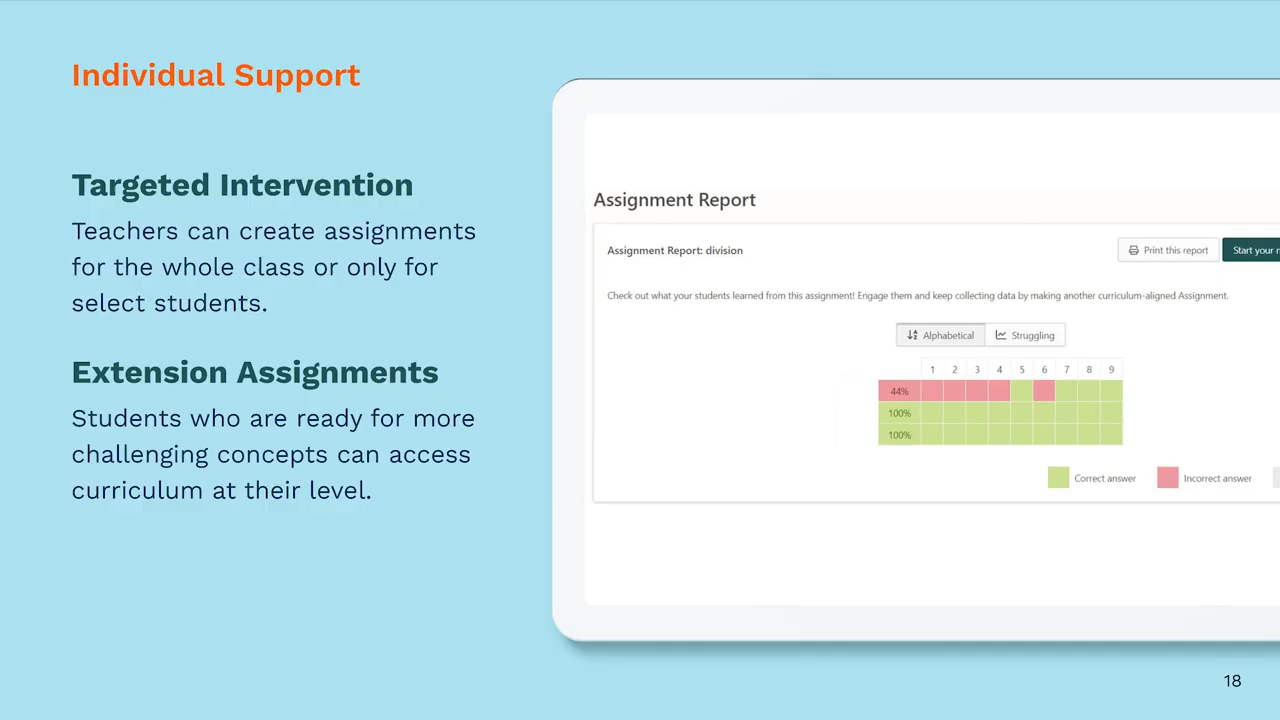 Individual Support
Targeted Intervention
Teachers can create assignments
for the whole class or only for
select students.
Extension Assignments
Students who are ready for more
challenging concepts can access
curriculum at their level.
Assignment Report
Assignment Report: division
Print this report
Start your
Check out what your students learned from this assignment! Engage them and keep collecting data by making another curriculum-aligned Assignment.
Alphabetical Struggling
1 2 3 4 5 6 7 8 9
44%
100%
100%
Correct answer Incorrect answer
18